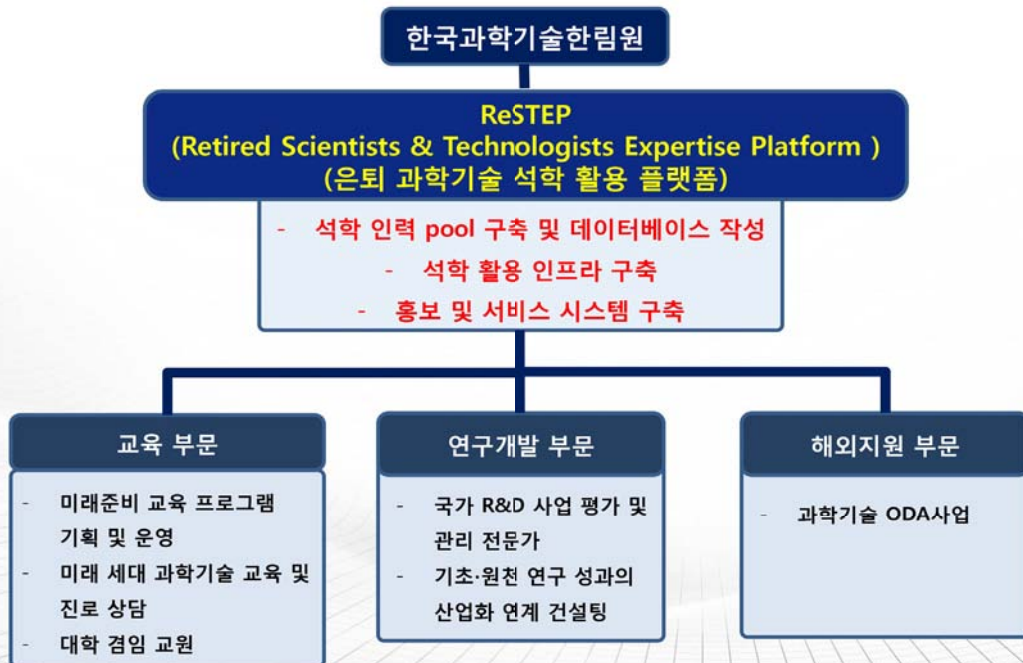 한국과학기술한림원
ReSTEP
(Retired Scientists & Technologists Expertise Platform )
(은퇴 과학기술 석학 활용 플랫폼)
- 석학 인력 pool 구축 및 데이터베이스 작성
- 석학 활용 인프라 구축
- 홍보 및 서비스 시스템 구축
교육 부문
- 미래준비 교육 프로그램
기획 및 운영
- 미래 세대 과학기술 교육 및
진로 상담
- 대학 겸임 교원
연구개발 부문
- 국가 R&D 사업 평가 및
관리 전문가
- 기초·원천 연구 성과의
산업화 연계 건설팅
해외지원 부문
- 과학기술 ODA사업